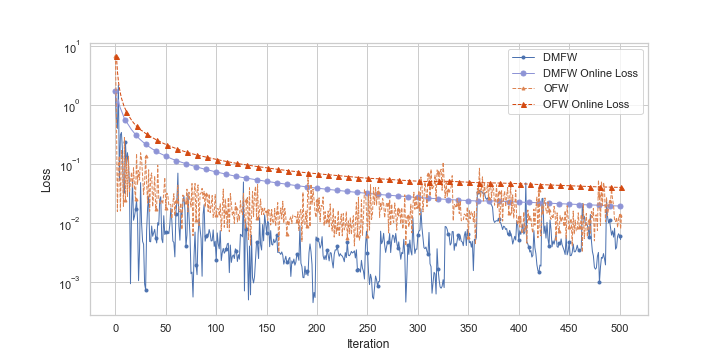 DMFW
DMFW Online Loss
OFW
OFW Online Loss
10¹
10⁰
10⁻¹
10⁻²
10⁻³
Loss
0 50 100 150 200 250 300 350 400 450 500
Iteration